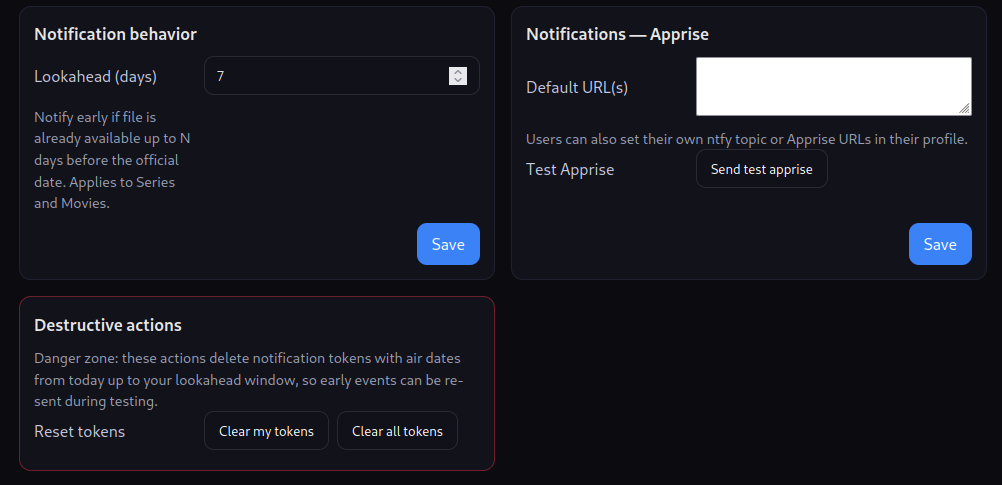 Notification behavior
Lookahead (days)
7
Notify early if file is
already available up to N
days before the official
date. Applies to Series
and Movies.
Save
Notifications — Apprise
Default URL(s)
Users can also set their own ntfy topic or Apprise URLs in their profile.
Test Apprise
Send test apprise
Save
Destructive actions
Danger zone: these actions delete notification tokens with air dates
from today up to your lookahead window, so early events can be re-
sent during testing.
Reset tokens
Clear my tokens
Clear all tokens